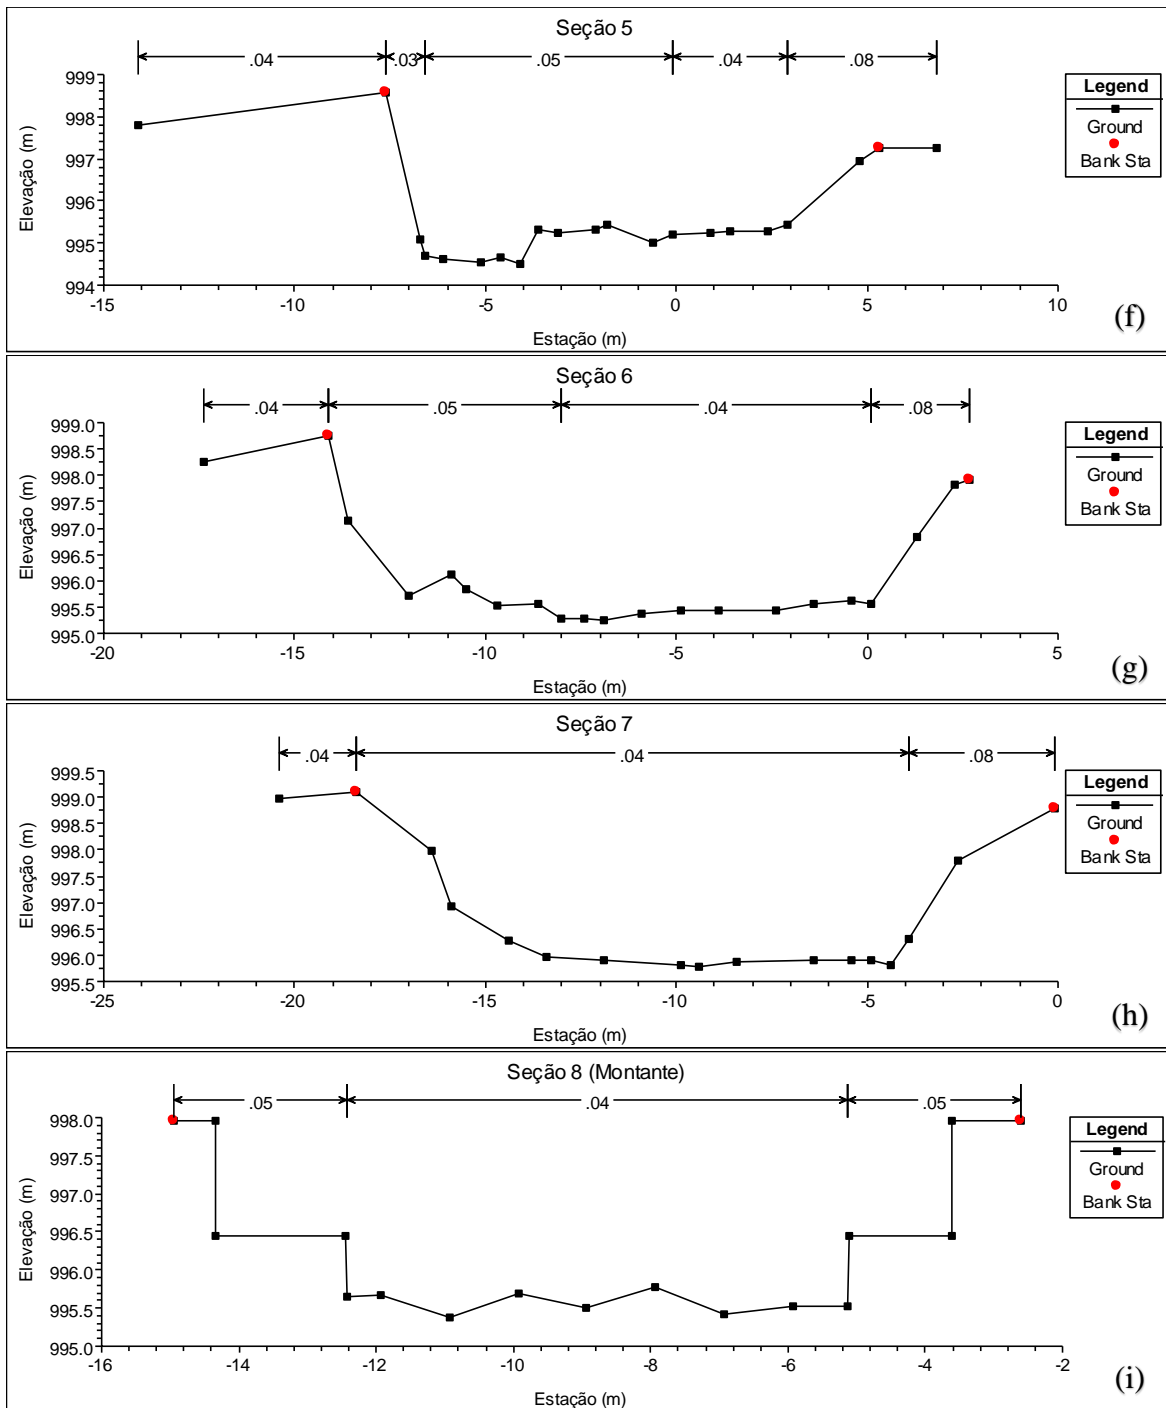 Seção 5
.04 .03 .05 .04 .08
999
998
997
996
995
994
-15 -10 -5 0 5 10
Estação (m)
Elevação (m)
Legend
Ground
Bank Sta
(f)
Seção 6
.04 .05 .04 .08
999.0
998.5
998.0
997.5
997.0
996.5
996.0
995.5
995.0
-20 -15 -10 -5 0 5
Estação (m)
Elevação (m)
Legend
Ground
Bank Sta
(g)
Seção 7
.04 .04 .08
999.5
999.0
998.5
998.0
997.5
997.0
996.5
996.0
995.5
-25 -20 -15 -10 -5 0
Estação (m)
Elevação (m)
Legend
Ground
Bank Sta
(h)
Seção 8 (Montante)
.05 .04 .05
998.0
997.5
997.0
996.5
996.0
995.5
995.0
-16 -14 -12 -10 -8 -6 -4 -2
Estação (m)
Elevação (m)
Legend
Ground
Bank Sta
(i)